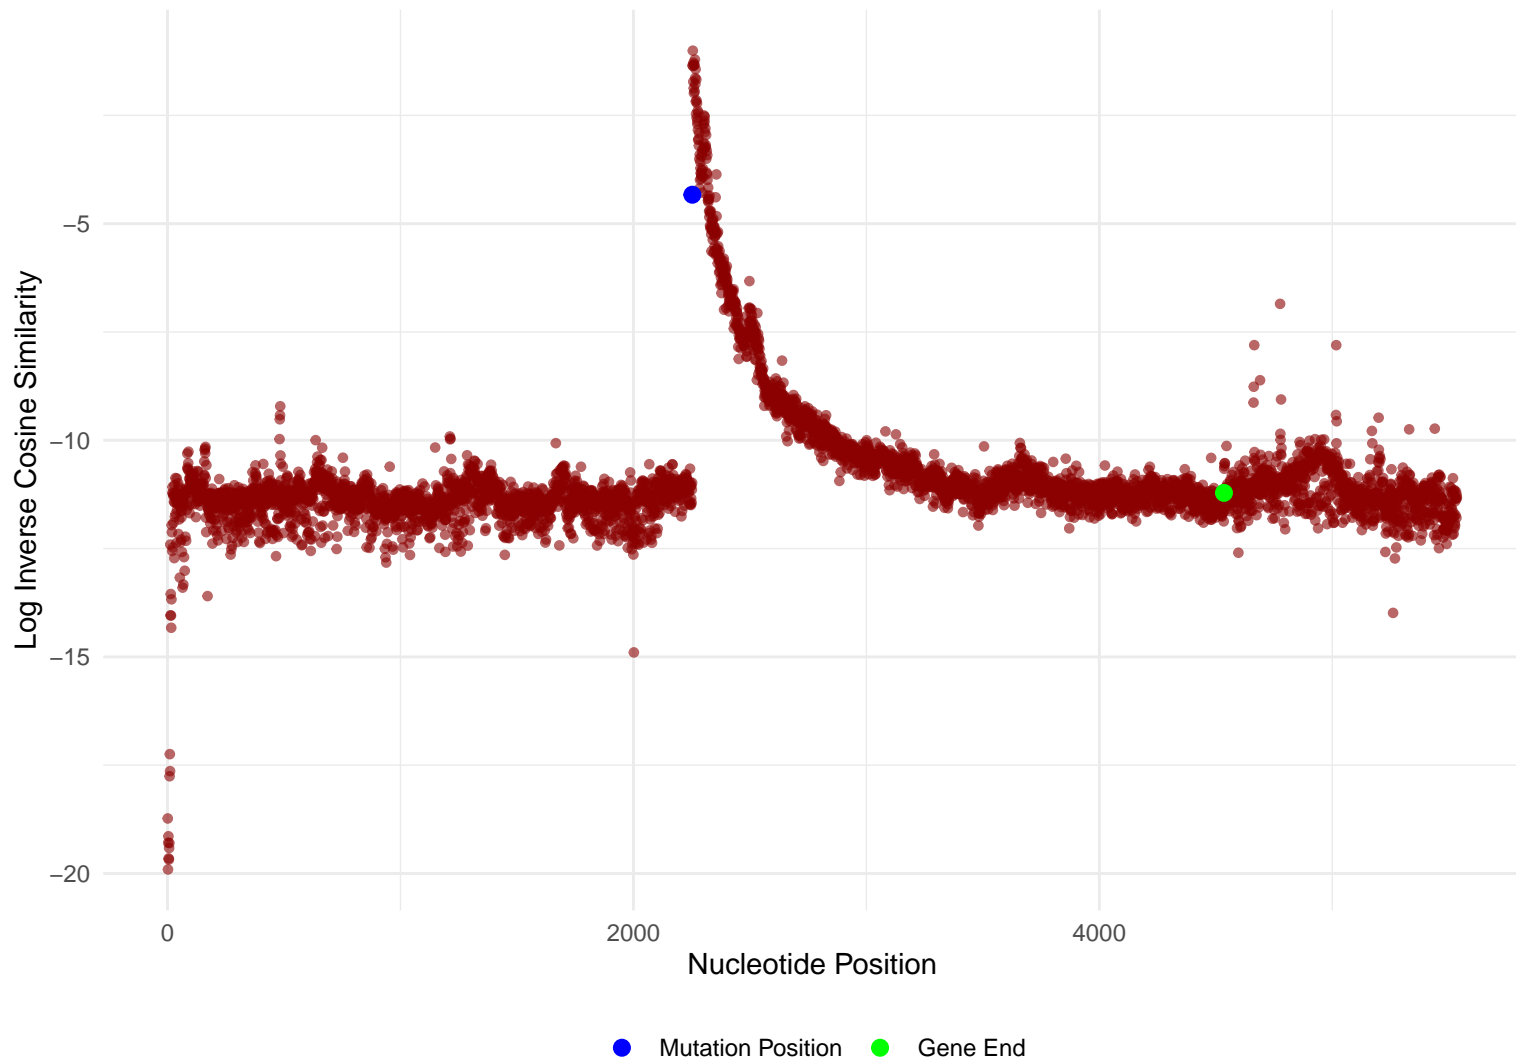 Log Inverse Cosine Similarity
−5
−10
−15
−20
0
2000
4000
Nucleotide Position
Mutation Position
Gene End